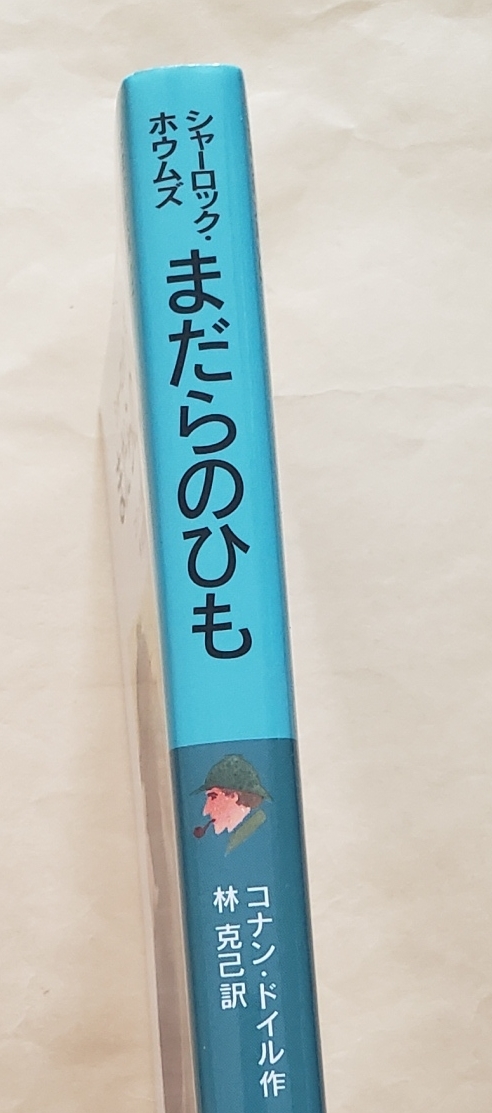 シャーロック・
ホウムズ
まだらのひも
コナン・ドイル作
林 克己訳